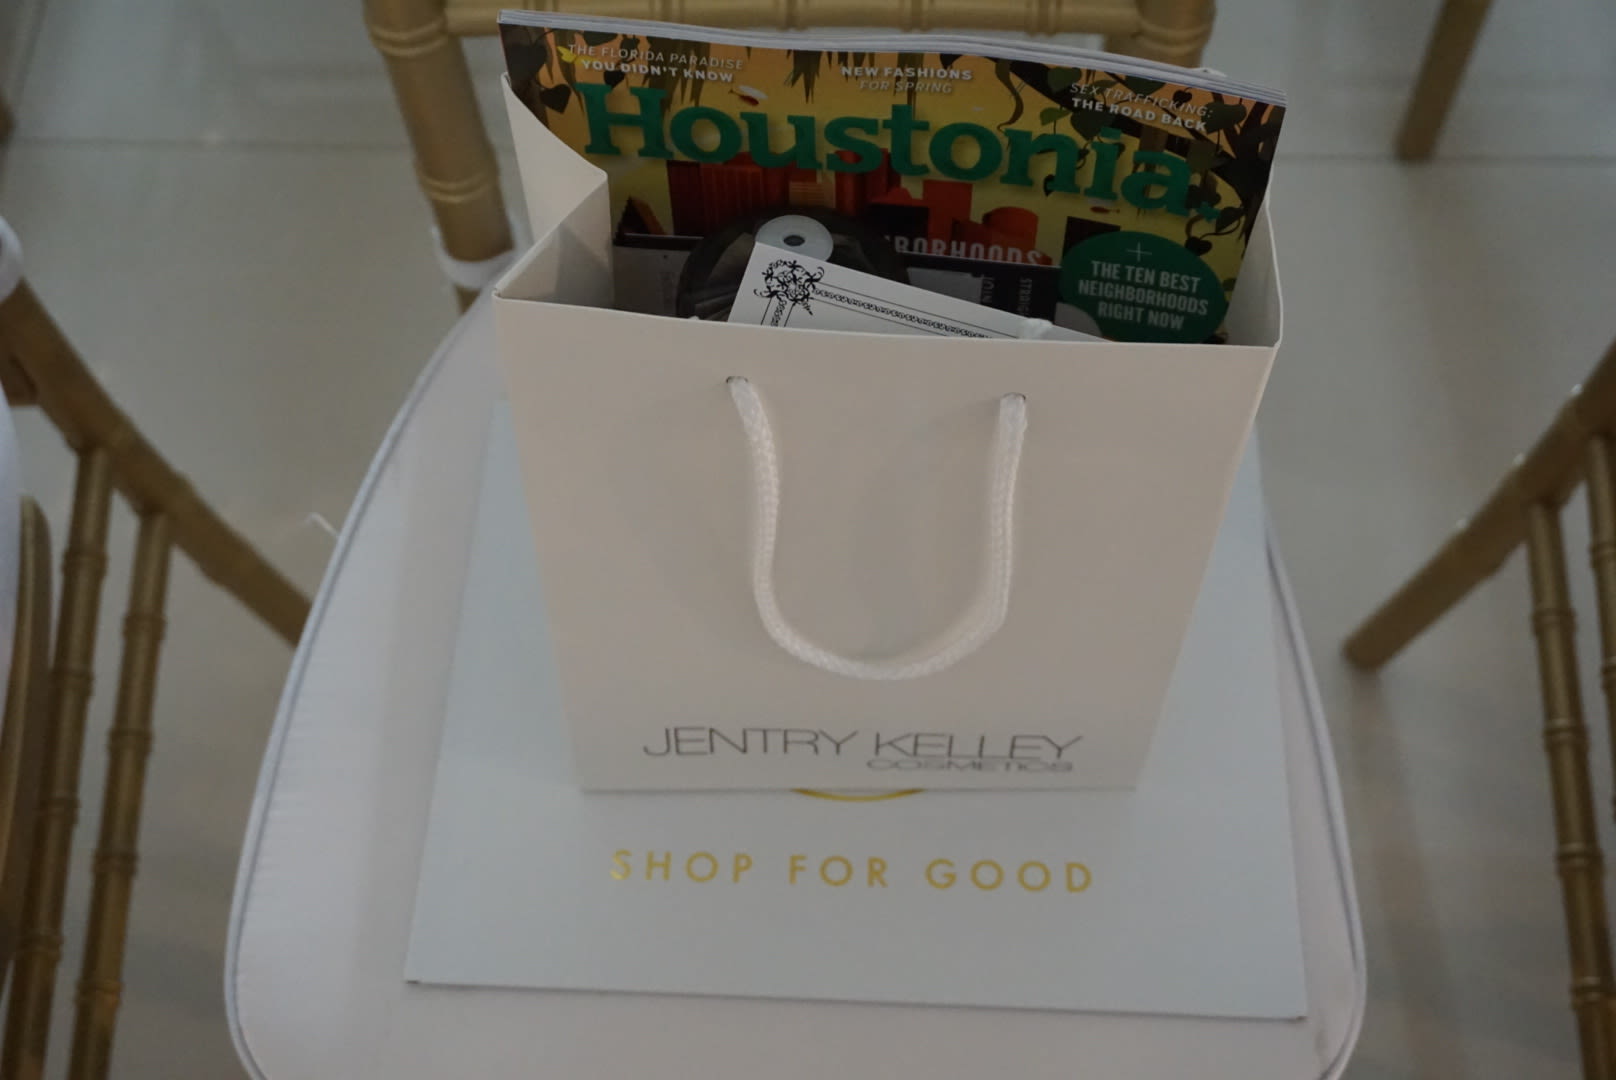 THE FLORIDA PARADISE
YOU DIDN'T KNOW
NEW FASHIONS
FOR SPRING
SEX TRAFFICKING:
THE ROAD BACK
Houstonia
+
THE TEN BEST
NEIGHBORHOODS
RIGHT NOW
JENTRY KELLEY
COSMETICS
SHOP FOR GOOD